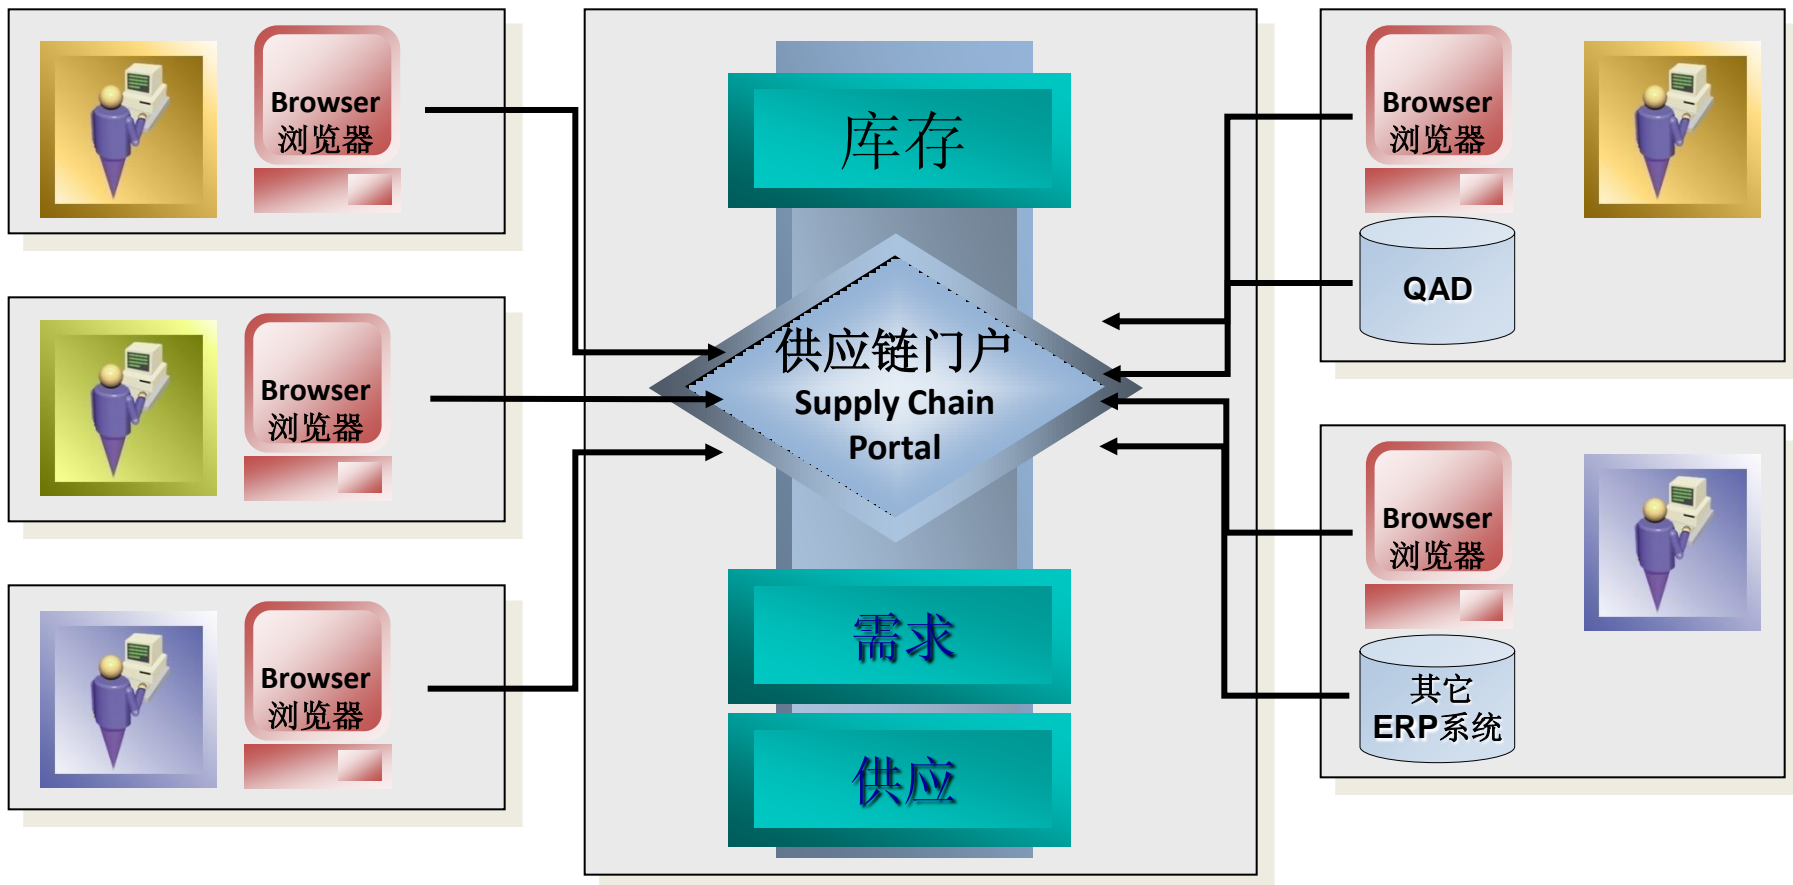 Browser
浏览器
Browser
浏览器
Browser
浏览器
库存
供应链门户
Supply Chain
Portal
需求
供应
Browser
浏览器
QAD
Browser
浏览器
其它
ERP系统